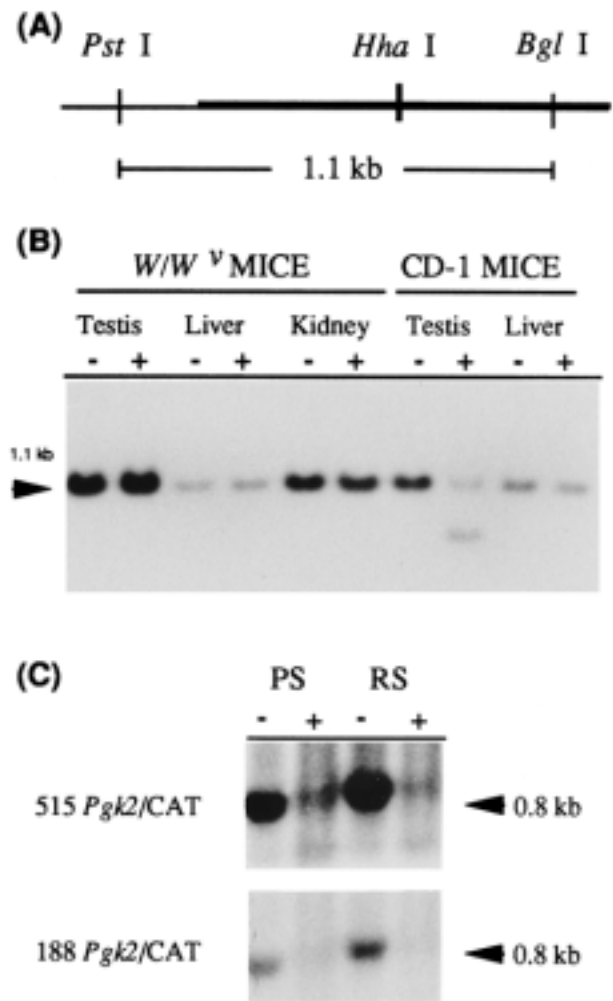 (A)
Pst I Hha I Bgl I
1.1 kb
(B)
W/W v MICE CD-1 MICE
Testis Liver Kidney Testis Liver
- + - + - + - + - +
1.1 kb
(C)
PS RS
- + - +
515 Pgk2/CAT 0.8 kb
188 Pgk2/CAT 0.8 kb